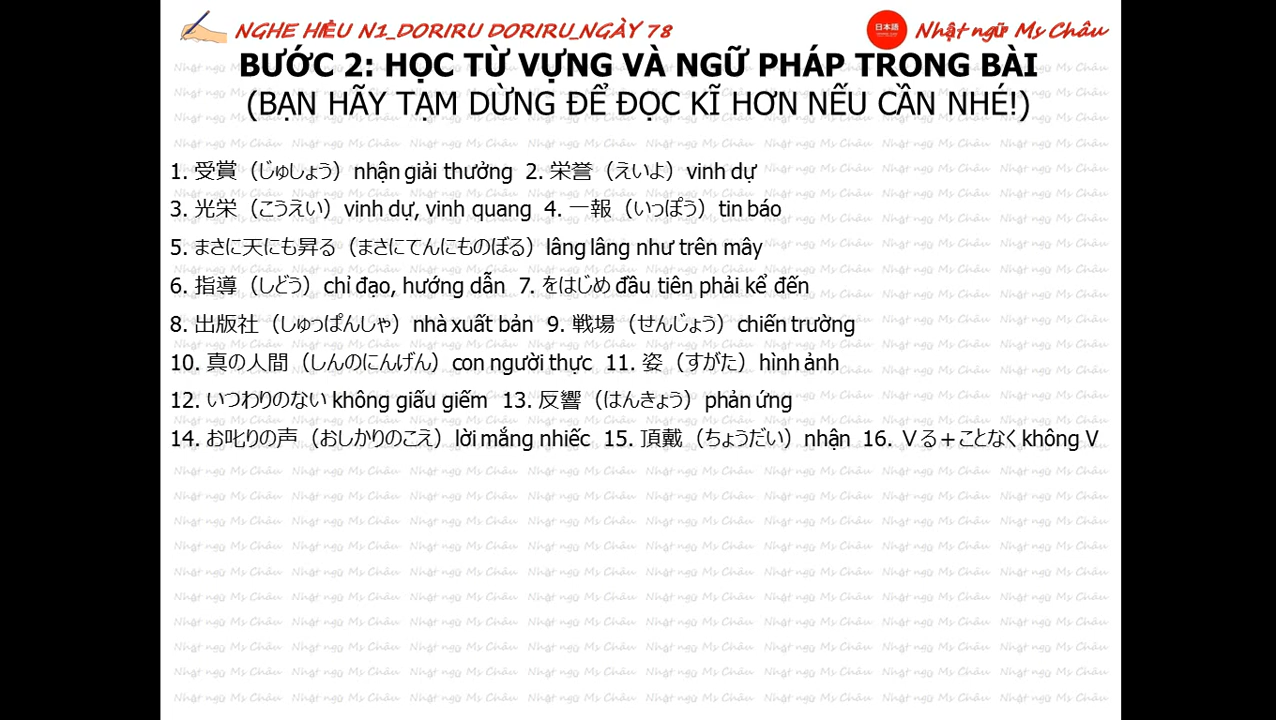 NGHE HIỂU N1_DORIRU DORIRU_NGÀY 78
日本語
Nhật ngữ Ms Châu
BƯỚC 2: HỌC TỪ VỰNG VÀ NGỮ PHÁP TRONG BÀI
(BẠN HÃY TẠM DỪNG ĐỂ ĐỌC KĨ HƠN NẾU CẦN NHÉ!)
1. 受賞（じゅしょう）nhận giải thưởng 2. 栄誉（えいよ）vinh dự
3. 光栄（こうえい）vinh dự, vinh quang 4. 一報（いっぽう）tin báo
5. まさに天にも昇る（まさにてんにものぼる）lâng lâng như trên mây
6. 指導（しどう）chỉ đạo, hướng dẫn 7. をはじめ đầu tiên phải kể đến
8. 出版社（しゅっぱんしゃ）nhà xuất bản 9. 戦場（せんじょう）chiến trường
10. 真の人間（しんのにんげん）con người thực 11. 姿（すがた）hình ảnh
12. いつわりのない không giấu giếm 13. 反響（はんきょう）phản ứng
14. お叱りの声（おしかりのこえ）lời mắng nhiếc 15. 頂戴（ちょうだい）nhận 16. Ｖる＋ことなく không V